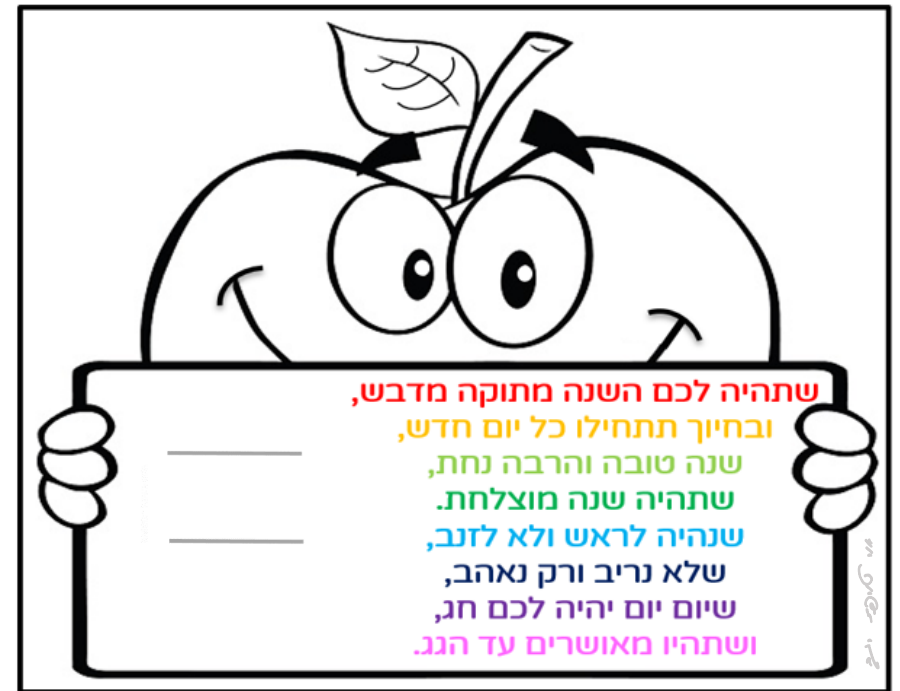 שתהיה לכם השנה מתוקה מדבש,
ובחיוך תתחילו כל יום חדש,
שנה טובה והרבה נחת,
שתהיה שנה מוצלחת.
שנהיה לראש ולא לזנב,
שלא נריב ורק נאהב,
שיום יום יהיה לכם חג,
ושתהיו מאושרים עד הגג.